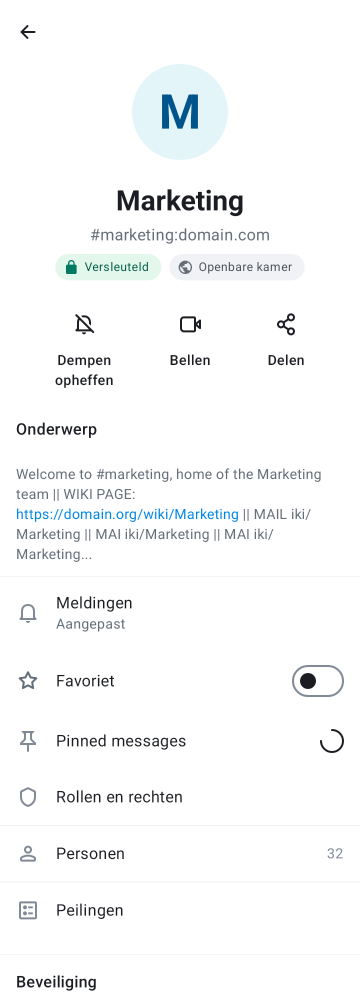 M
Marketing
#marketing:domain.com
Versleuteld
Openbare kamer
Dempen
opheffen
Bellen
Delen
Onderwerp
Welcome to #marketing, home of the Marketing
team || WIKI PAGE:
https://domain.org/wiki/Marketing || MAIL iki/
Marketing || MAI iki/Marketing || MAI iki/
Marketing...
Meldingen
Aangepast
Favoriet
Pinned messages
Rollen en rechten
Personen 32
Peilingen
Beveiliging